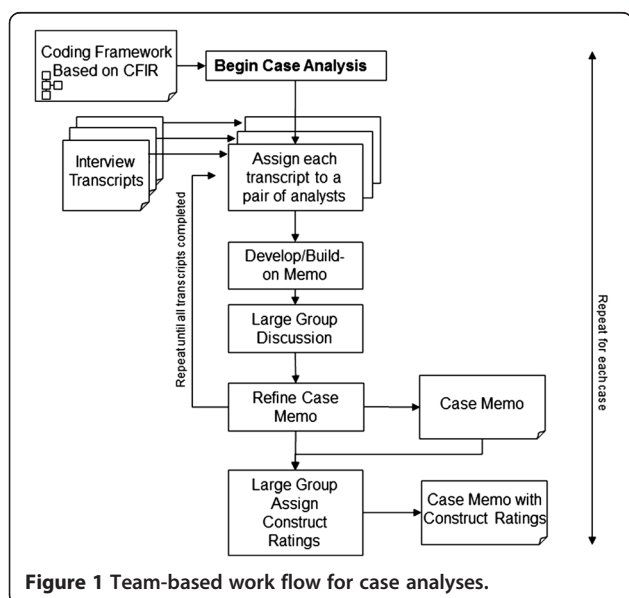 Coding Framework
Based on CFIR
Begin Case Analysis
Interview
Transcripts
Assign each
transcript to a
pair of analysts
Repeat until all transcripts completed
Develop/Build-
on Memo
Large Group
Discussion
Refine Case
Memo
Case Memo
Large Group
Assign
Construct
Ratings
Case Memo with
Construct Ratings
Repeat for each case
Figure 1 Team-based work flow for case analyses.